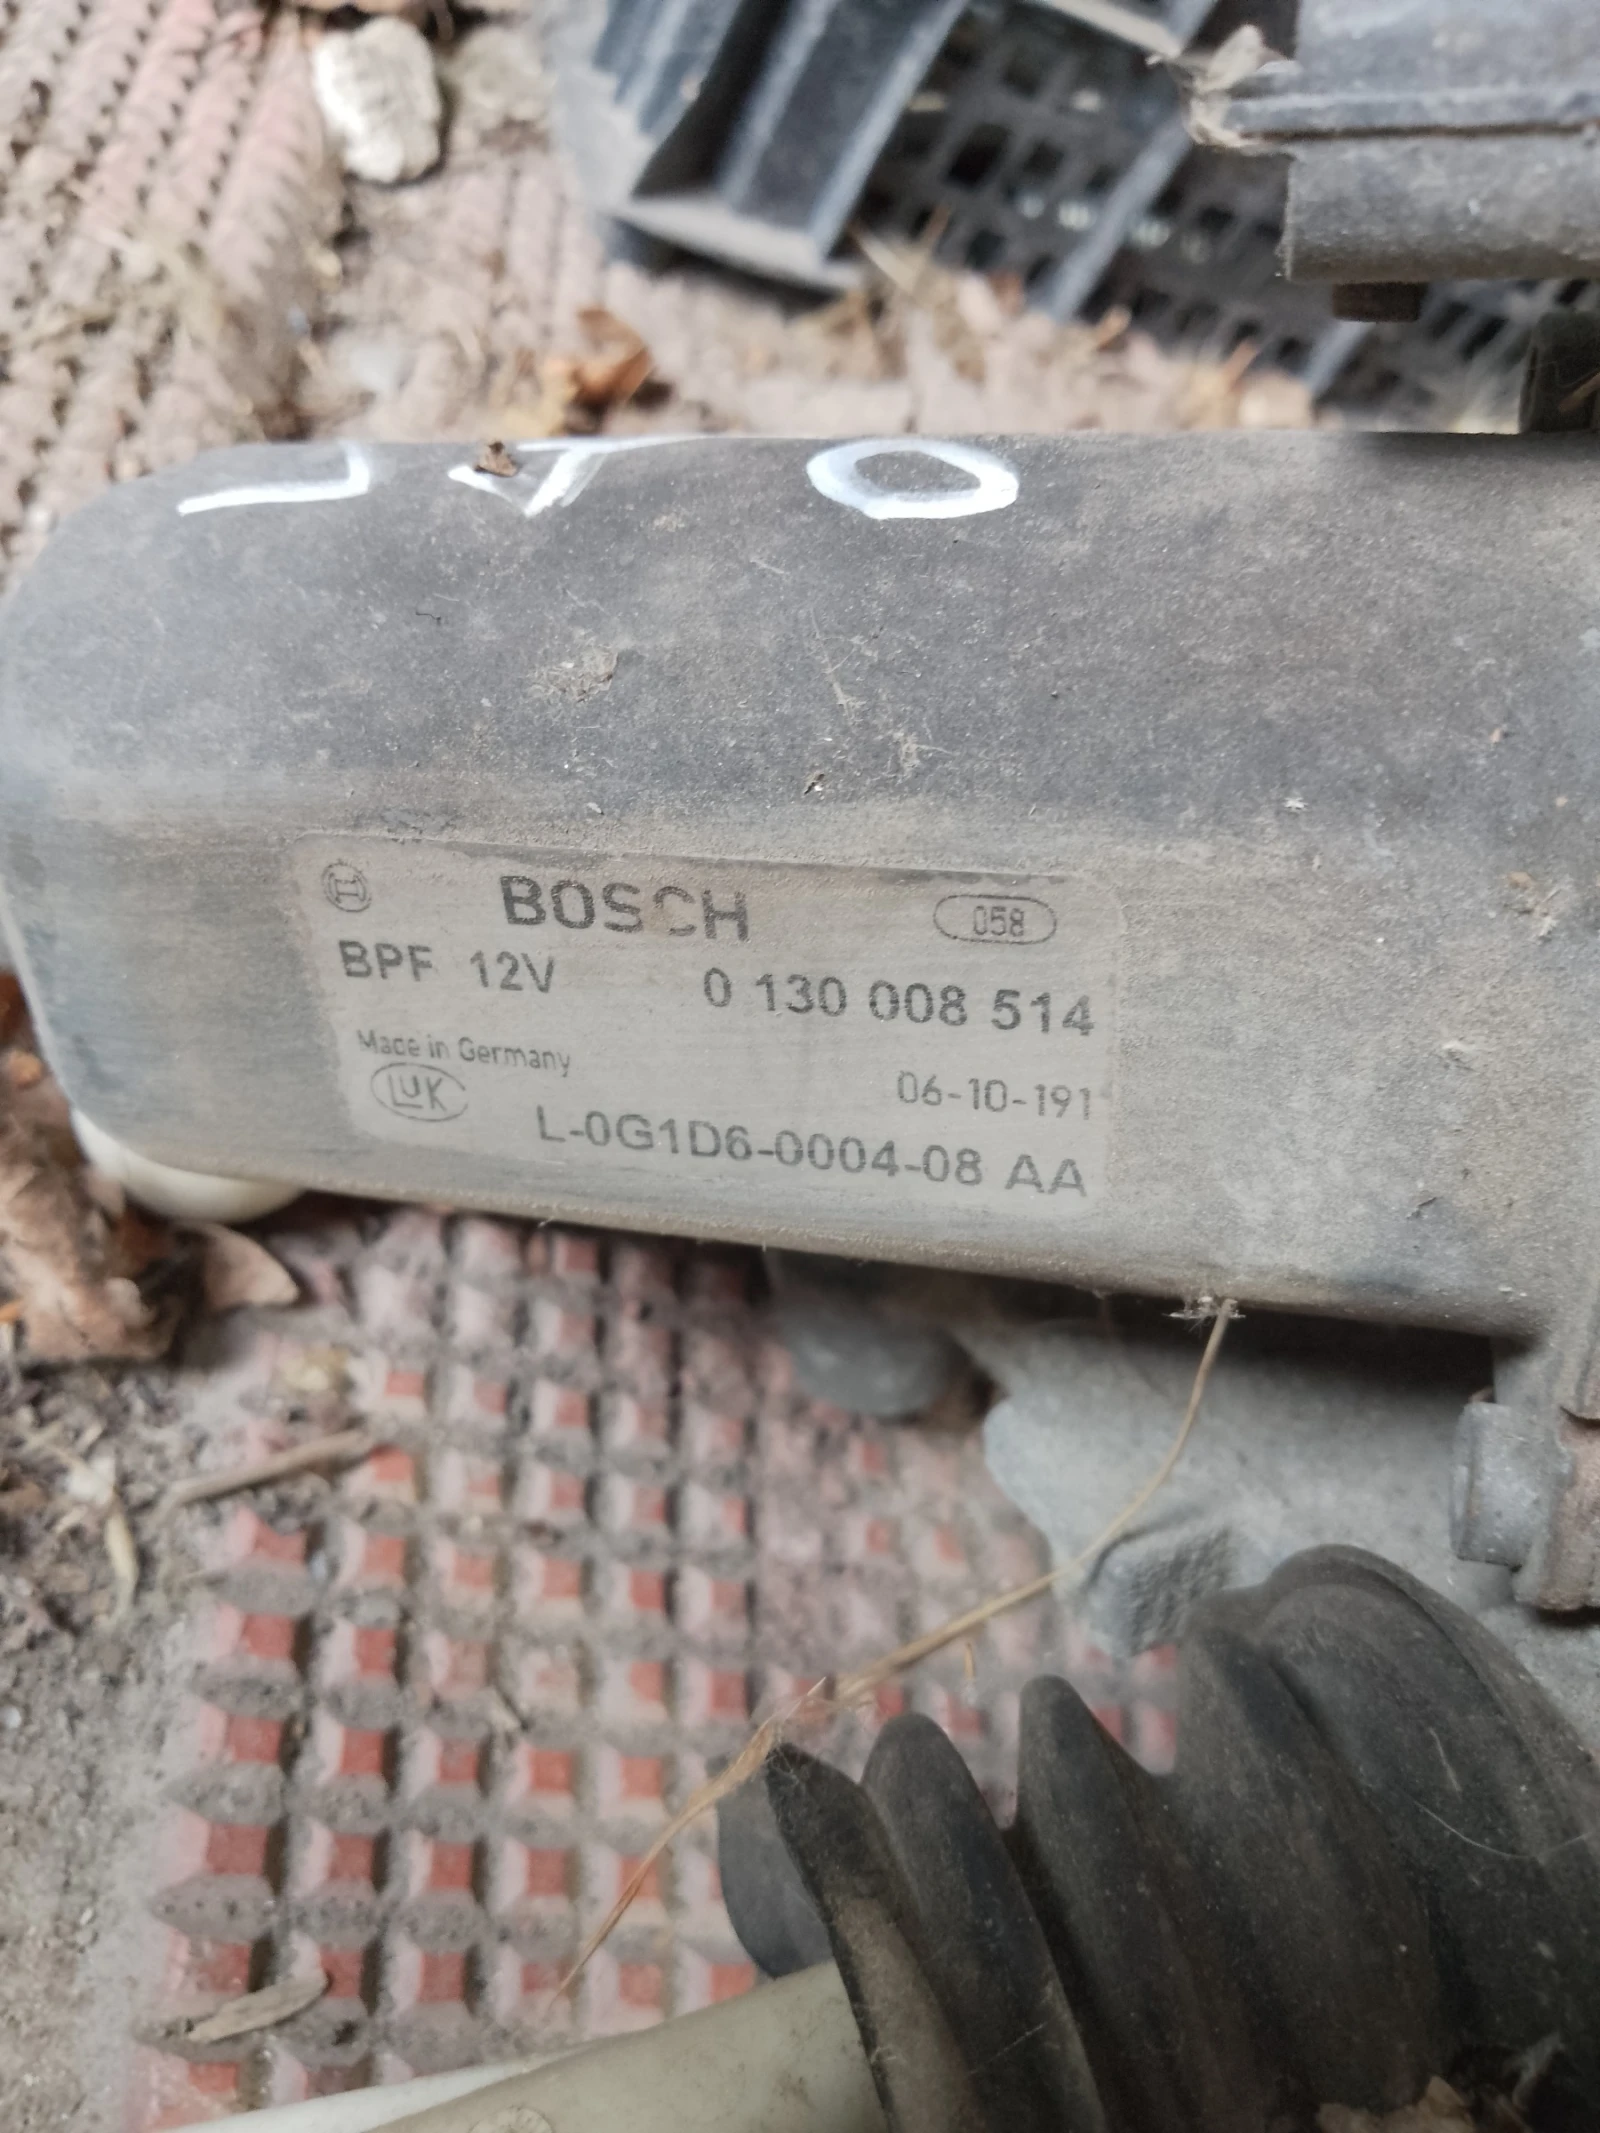 BOSCH 058
BPF 12V 0 130 008 514
Made in Germany
LUK 06-10-191
L-0G1D6-0004-08 AA